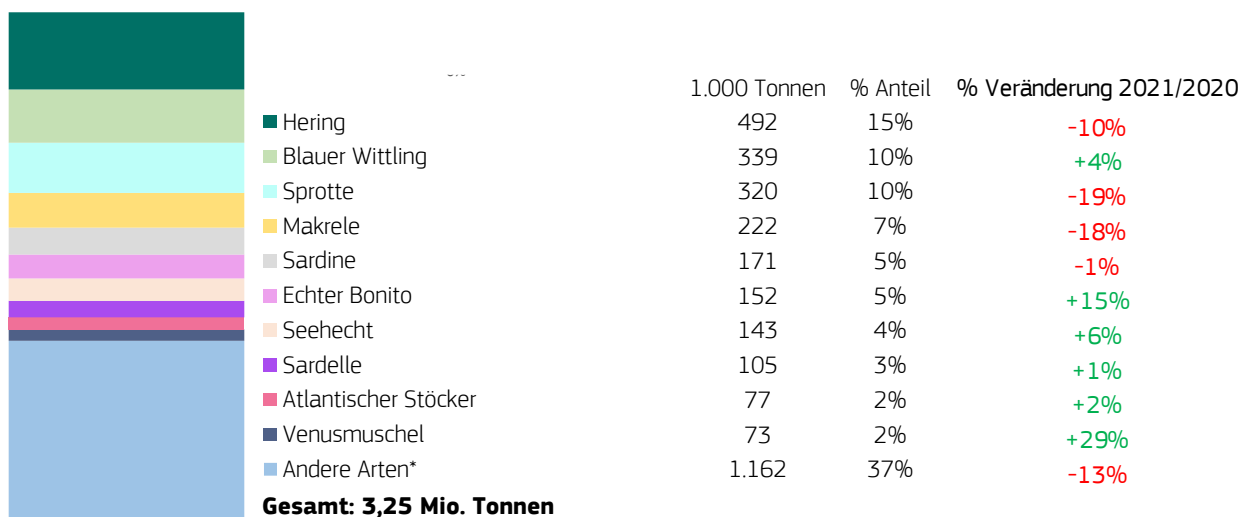 1.000 Tonnen % Anteil % Veränderung 2021/2020
Hering 492 15% -10%
Blauer Wittling 339 10% +4%
Sprotte 320 10% -19%
Makrele 222 7% -18%
Sardine 171 5% -1%
Echter Bonito 152 5% +15%
Seehecht 143 4% +6%
Sardelle 105 3% +1%
Atlantischer Stöcker 77 2% +2%
Venusmuschel 73 2% +29%
Andere Arten* 1.162 37% -13%
Gesamt: 3,25 Mio. Tonnen